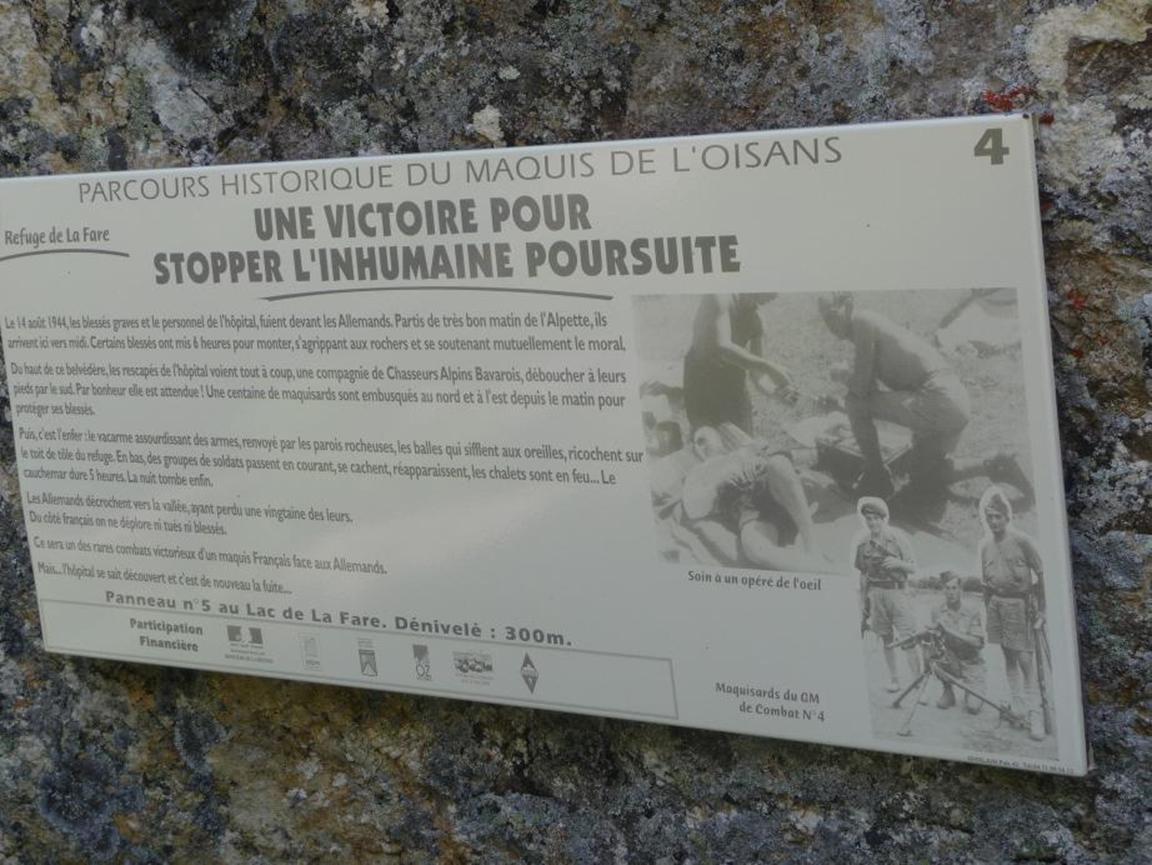 PARCOURS HISTORIQUE DU MAQUIS DE L'OISANS
4
Refuge de La Fare
UNE VICTOIRE POUR
STOPPER L'INHUMAINE POURSUITE
Le 14 août 1944, les blessés graves et le personnel de l'hôpital, fuient devant les Allemands. Partis de très bon matin de l'Alpette, ils
arrivent ici vers midi. Certains blessés ont mis 6 heures pour monter, s'agrippant aux rochers et se soutenant mutuellement le moral.
Du haut de ce belvédère, les rescapés de l'hôpital voient tout à coup, une compagnie de Chasseurs Alpins Bavarois, déboucher à leurs
pieds par le sud. Par bonheur elle est attendue ! Une centaine de maquisards sont embusqués au nord et à l'est depuis le matin pour
protéger ses blessés.
Puis, c'est l'enfer : le vacarme assourdissant des armes, renvoyé par les parois rocheuses, les balles qui sifflent aux oreilles, ricochent sur
le toit de tôle du refuge. En bas, des groupes de soldats passent en courant, se cachent, réapparaissent, les chalets sont en feu... Le
cauchemar dure 5 heures. La nuit tombe enfin.
Les Allemands décrochent vers la vallée, ayant perdu une vingtaine des leurs.
Du côté français on ne déplore ni tués ni blessés.
Ce sera un des rares combats victorieux d'un maquis Français face aux Allemands.
Mais... l'hôpital se sait découvert et c'est de nouveau la fuite...
Panneau n°5 au Lac de La Fare. Dénivelè : 300m.
Participation
Financière
OZ
Soin à un opéré de l'oeil
Maquisards du GM
de Combat N°4